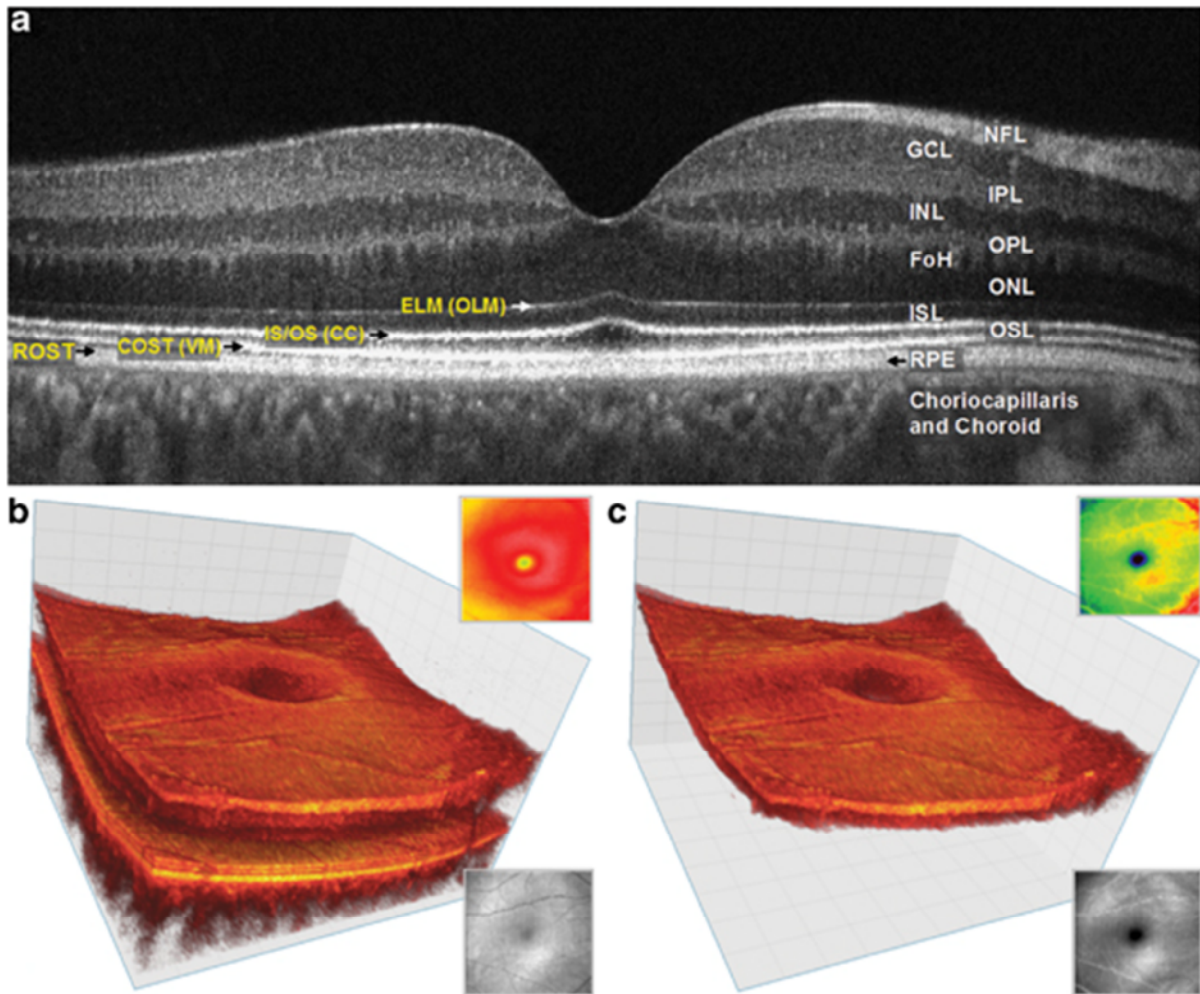 a
NFL
GCL
IPL
INL
OPL
FoH
ONL
ELM (OLM)
ISL
IS/OS (CC)
OSL
COST (VM)
ROST
RPE
Choriocapillaris
and Choroid
b
c